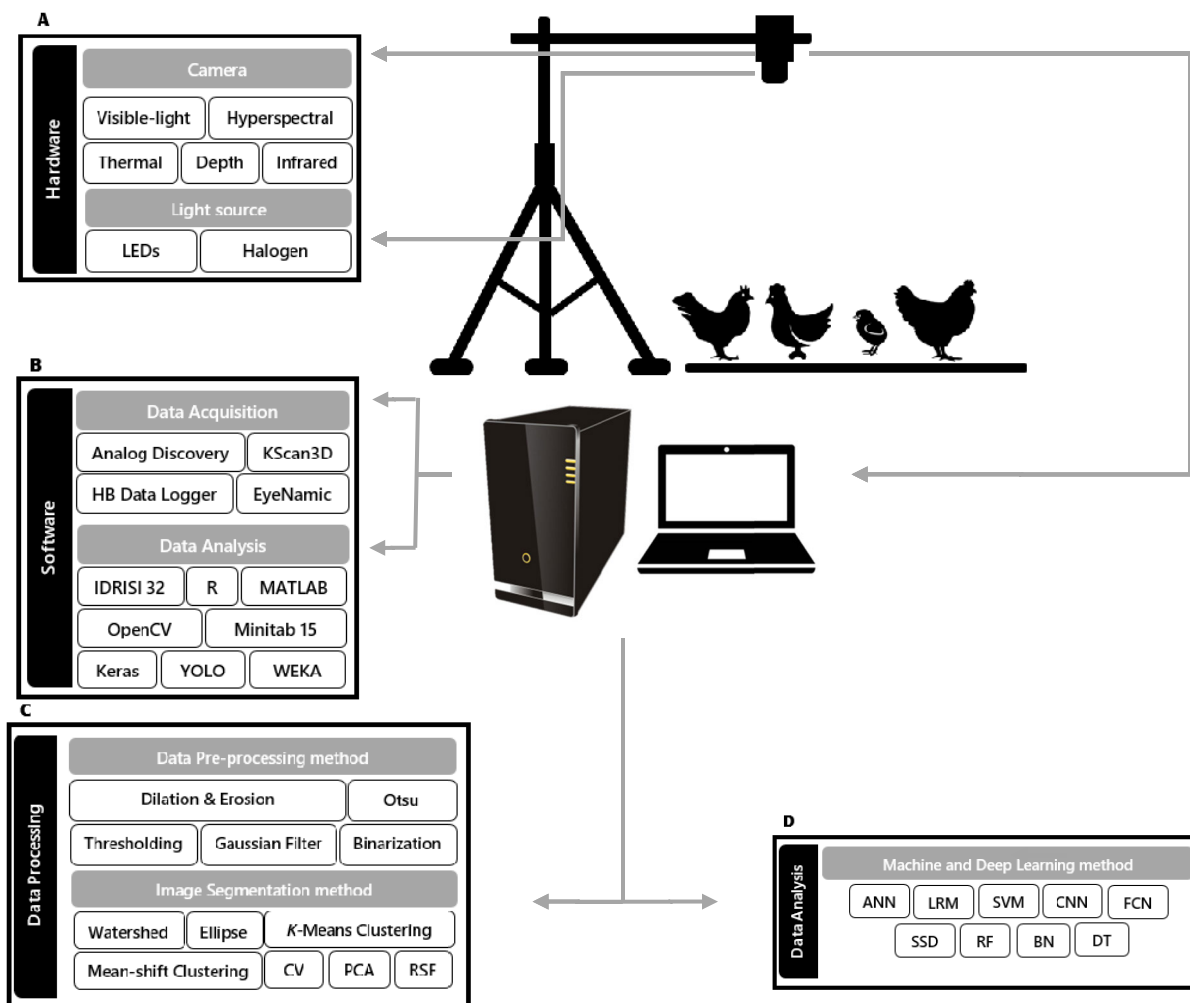 A
Hardware
Camera
Visible-light Hyperspectral
Thermal Depth Infrared
Light source
LEDs Halogen
B
Software
Data Acquisition
Analog Discovery KScan3D
HB Data Logger EyeNamic
Data Analysis
IDRISI 32 R MATLAB
OpenCV Minitab 15
Keras YOLO WEKA
C
Data Processing
Data Pre-processing method
Dilation & Erosion Otsu
Thresholding Gaussian Filter Binarization
Image Segmentation method
Watershed Ellipse K-Means Clustering
Mean-shift Clustering CV PCA RSF
D
Data Analysis
Machine and Deep Learning method
ANN LRM SVM CNN FCN
SSD RF BN DT